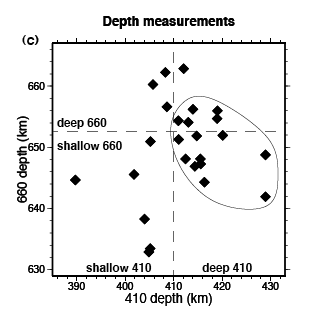 Depth measurements
(c)
660
deep 660
650
shallow 660
640
630
shallow 410 deep 410
390 400 410 420 430
410 depth (km)
660 depth (km)